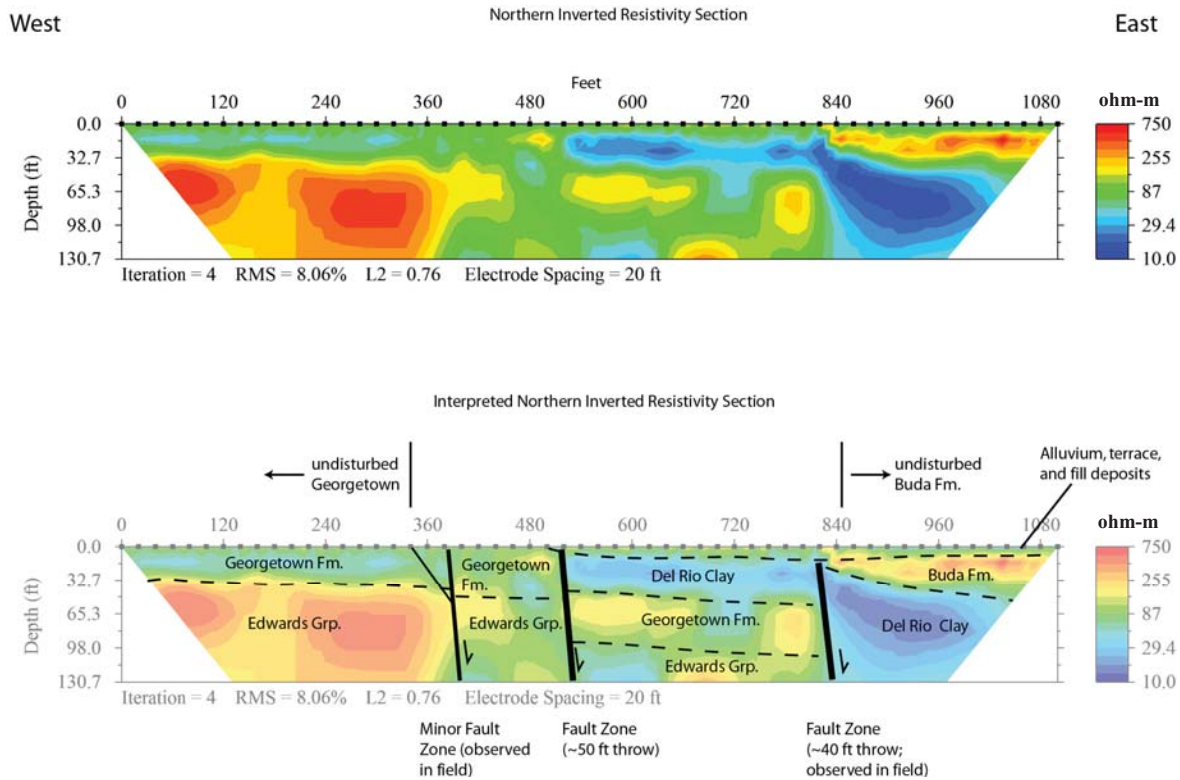 Northern Inverted Resistivity Section
West
East
Feet
0 120 240 360 480 600 720 840 960 1080
ohm-m
Depth (ft)
0.0
32.7
65.3
98.0
130.7
750
255
87
29.4
10.0
Iteration = 4 RMS = 8.06% L2 = 0.76 Electrode Spacing = 20 ft
Interpreted Northern Inverted Resistivity Section
undisturbed
Georgetown
undisturbed
Buda Fm.
Alluvium, terrace,
and fill deposits
0 120 240 360 480 600 720 840 960 1080
ohm-m
Depth (ft)
0.0
32.7
65.3
98.0
130.7
Georgetown Fm.
Edwards Grp.
Georgetown
Fm.
Edwards Grp.
Del Rio Clay
Georgetown Fm.
Edwards Grp.
Buda Fm.
Del Rio Clay
750
255
87
29.4
10.0
Iteration = 4 RMS = 8.06% L2 = 0.76 Electrode Spacing = 20 ft
Minor Fault
Zone (observed
in field)
Fault Zone
(~50 ft throw)
Fault Zone
(~40 ft throw;
observed in field)